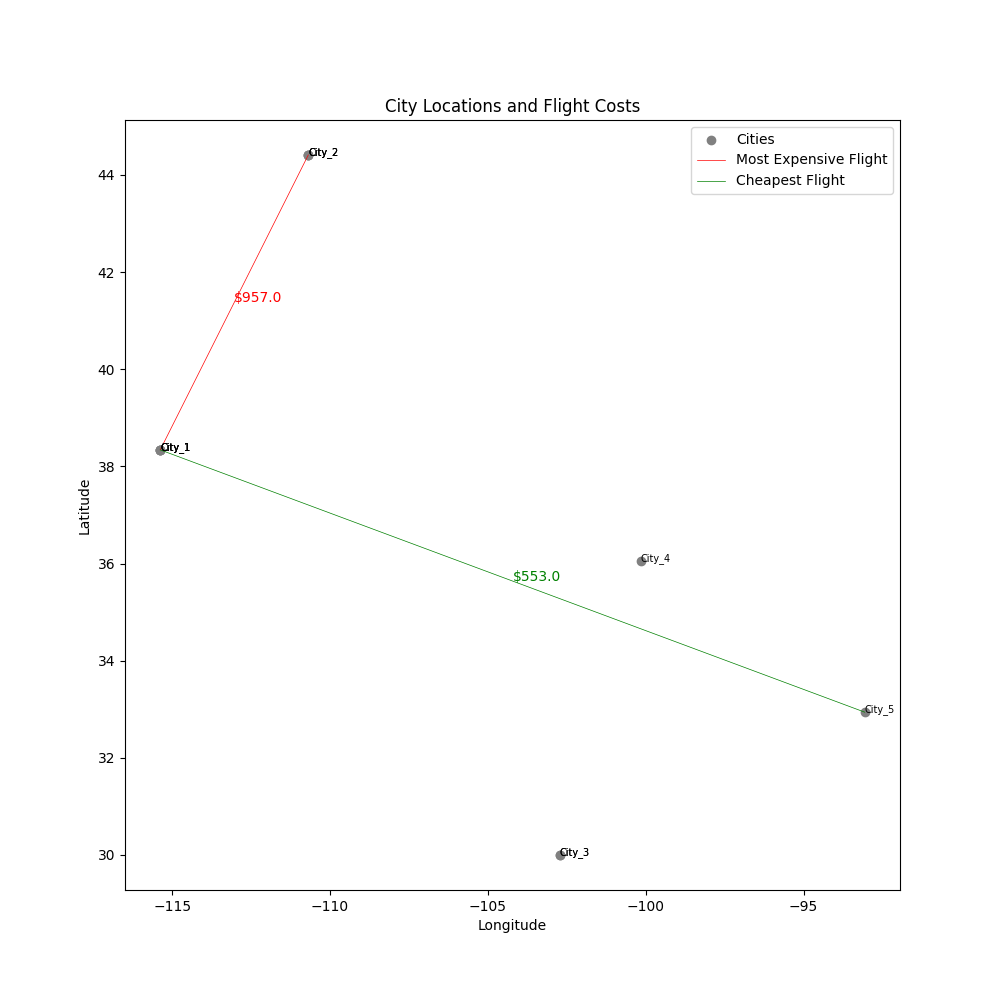 City Locations and Flight Costs
Cities
Most Expensive Flight
Cheapest Flight
City_2
$957.0
City_1
City_4
$553.0
City_5
City_3
44
42
40
38
36
34
32
30
Latitude
−115
−110
−105
−100
−95
Longitude